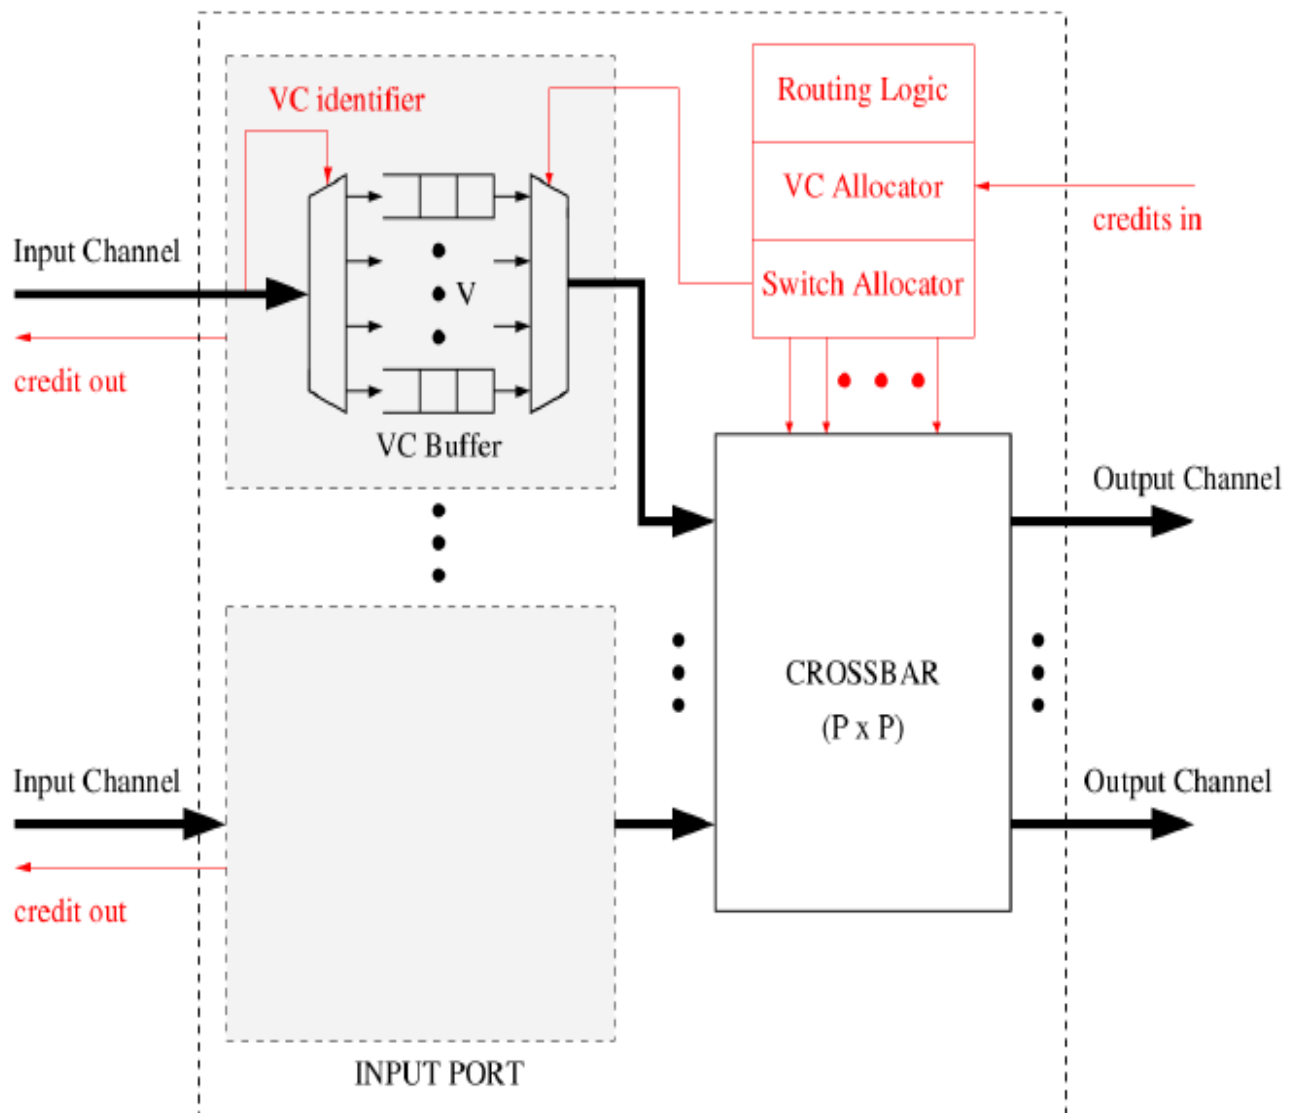 Routing Logic
VC identifier
VC Allocator
credits in
Input Channel
V
Switch Allocator
credit out
VC Buffer
Output Channel
CROSSBAR
(P x P)
Input Channel
Output Channel
credit out
INPUT PORT